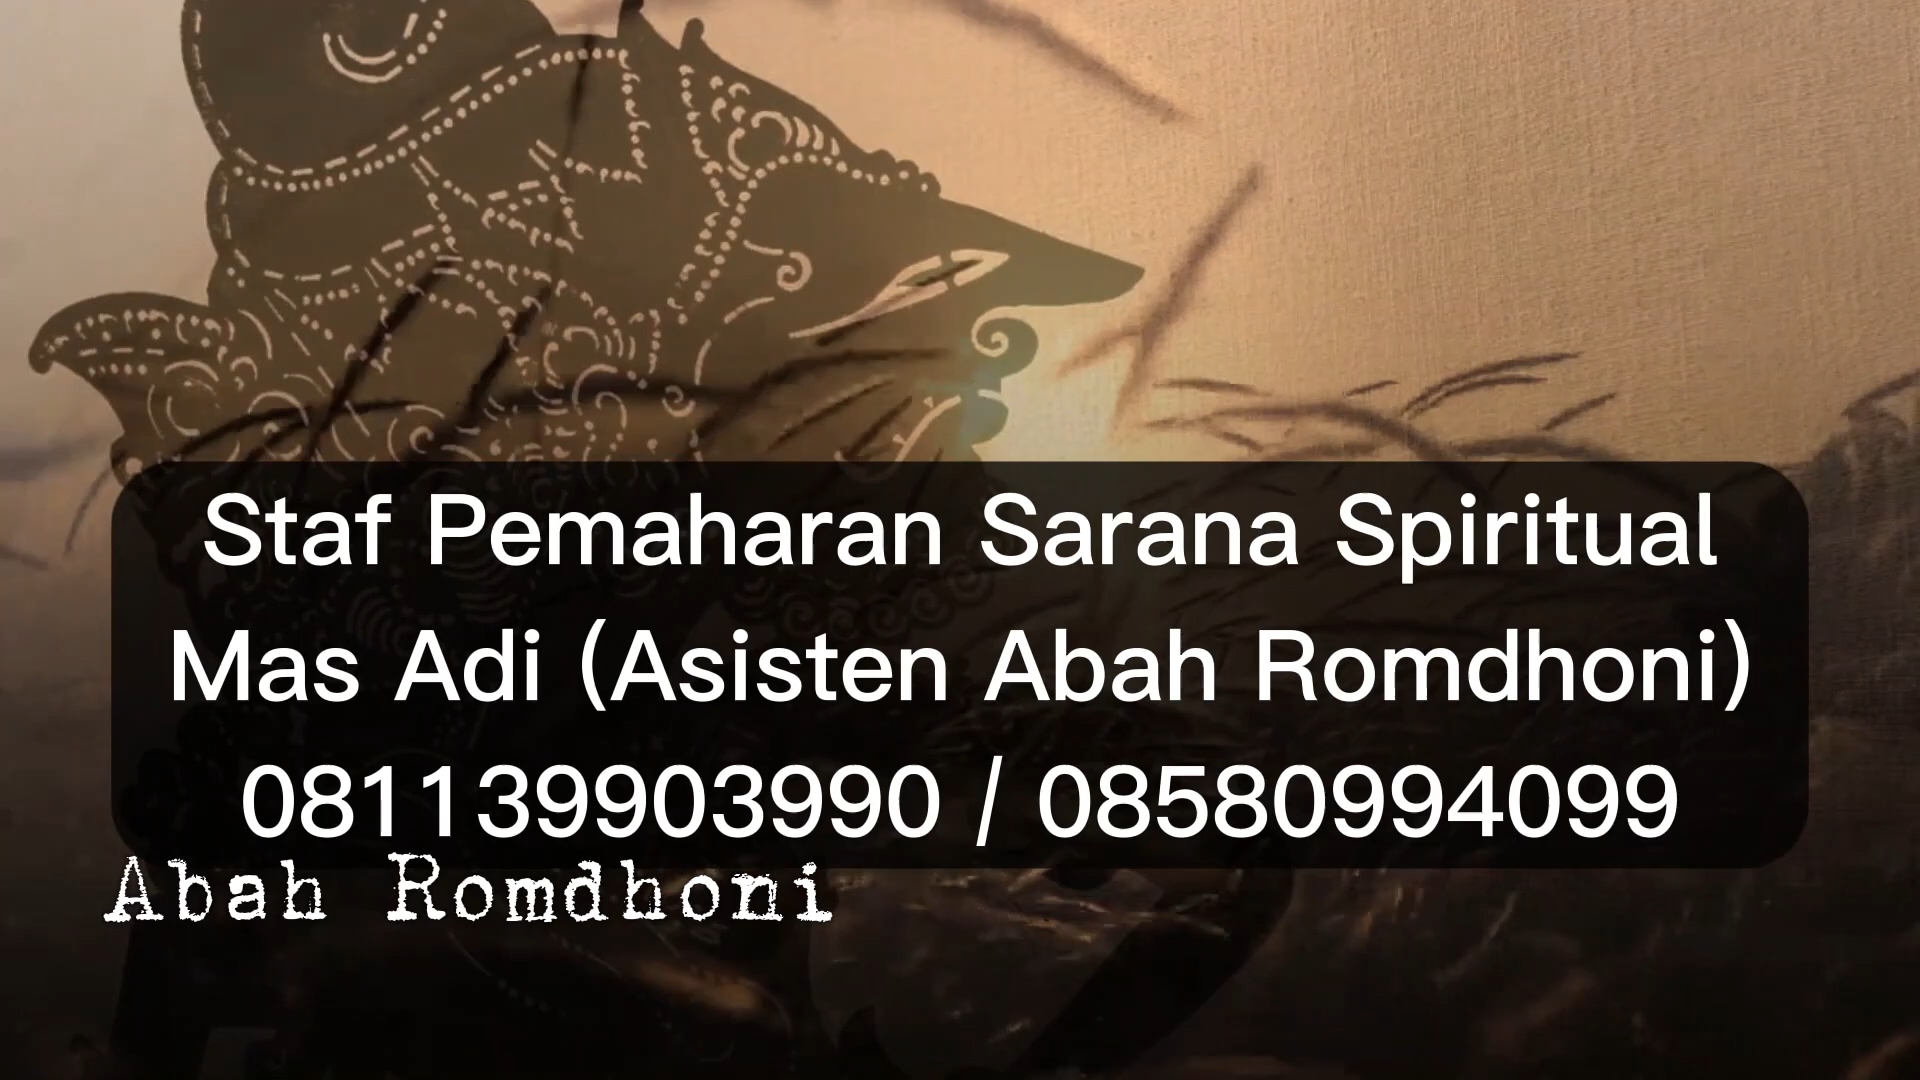 Staf Pemaharan Sarana Spiritual
Mas Adi (Asisten Abah Romdhoni)
081139903990 / 08580994099
Abah Romdhoni